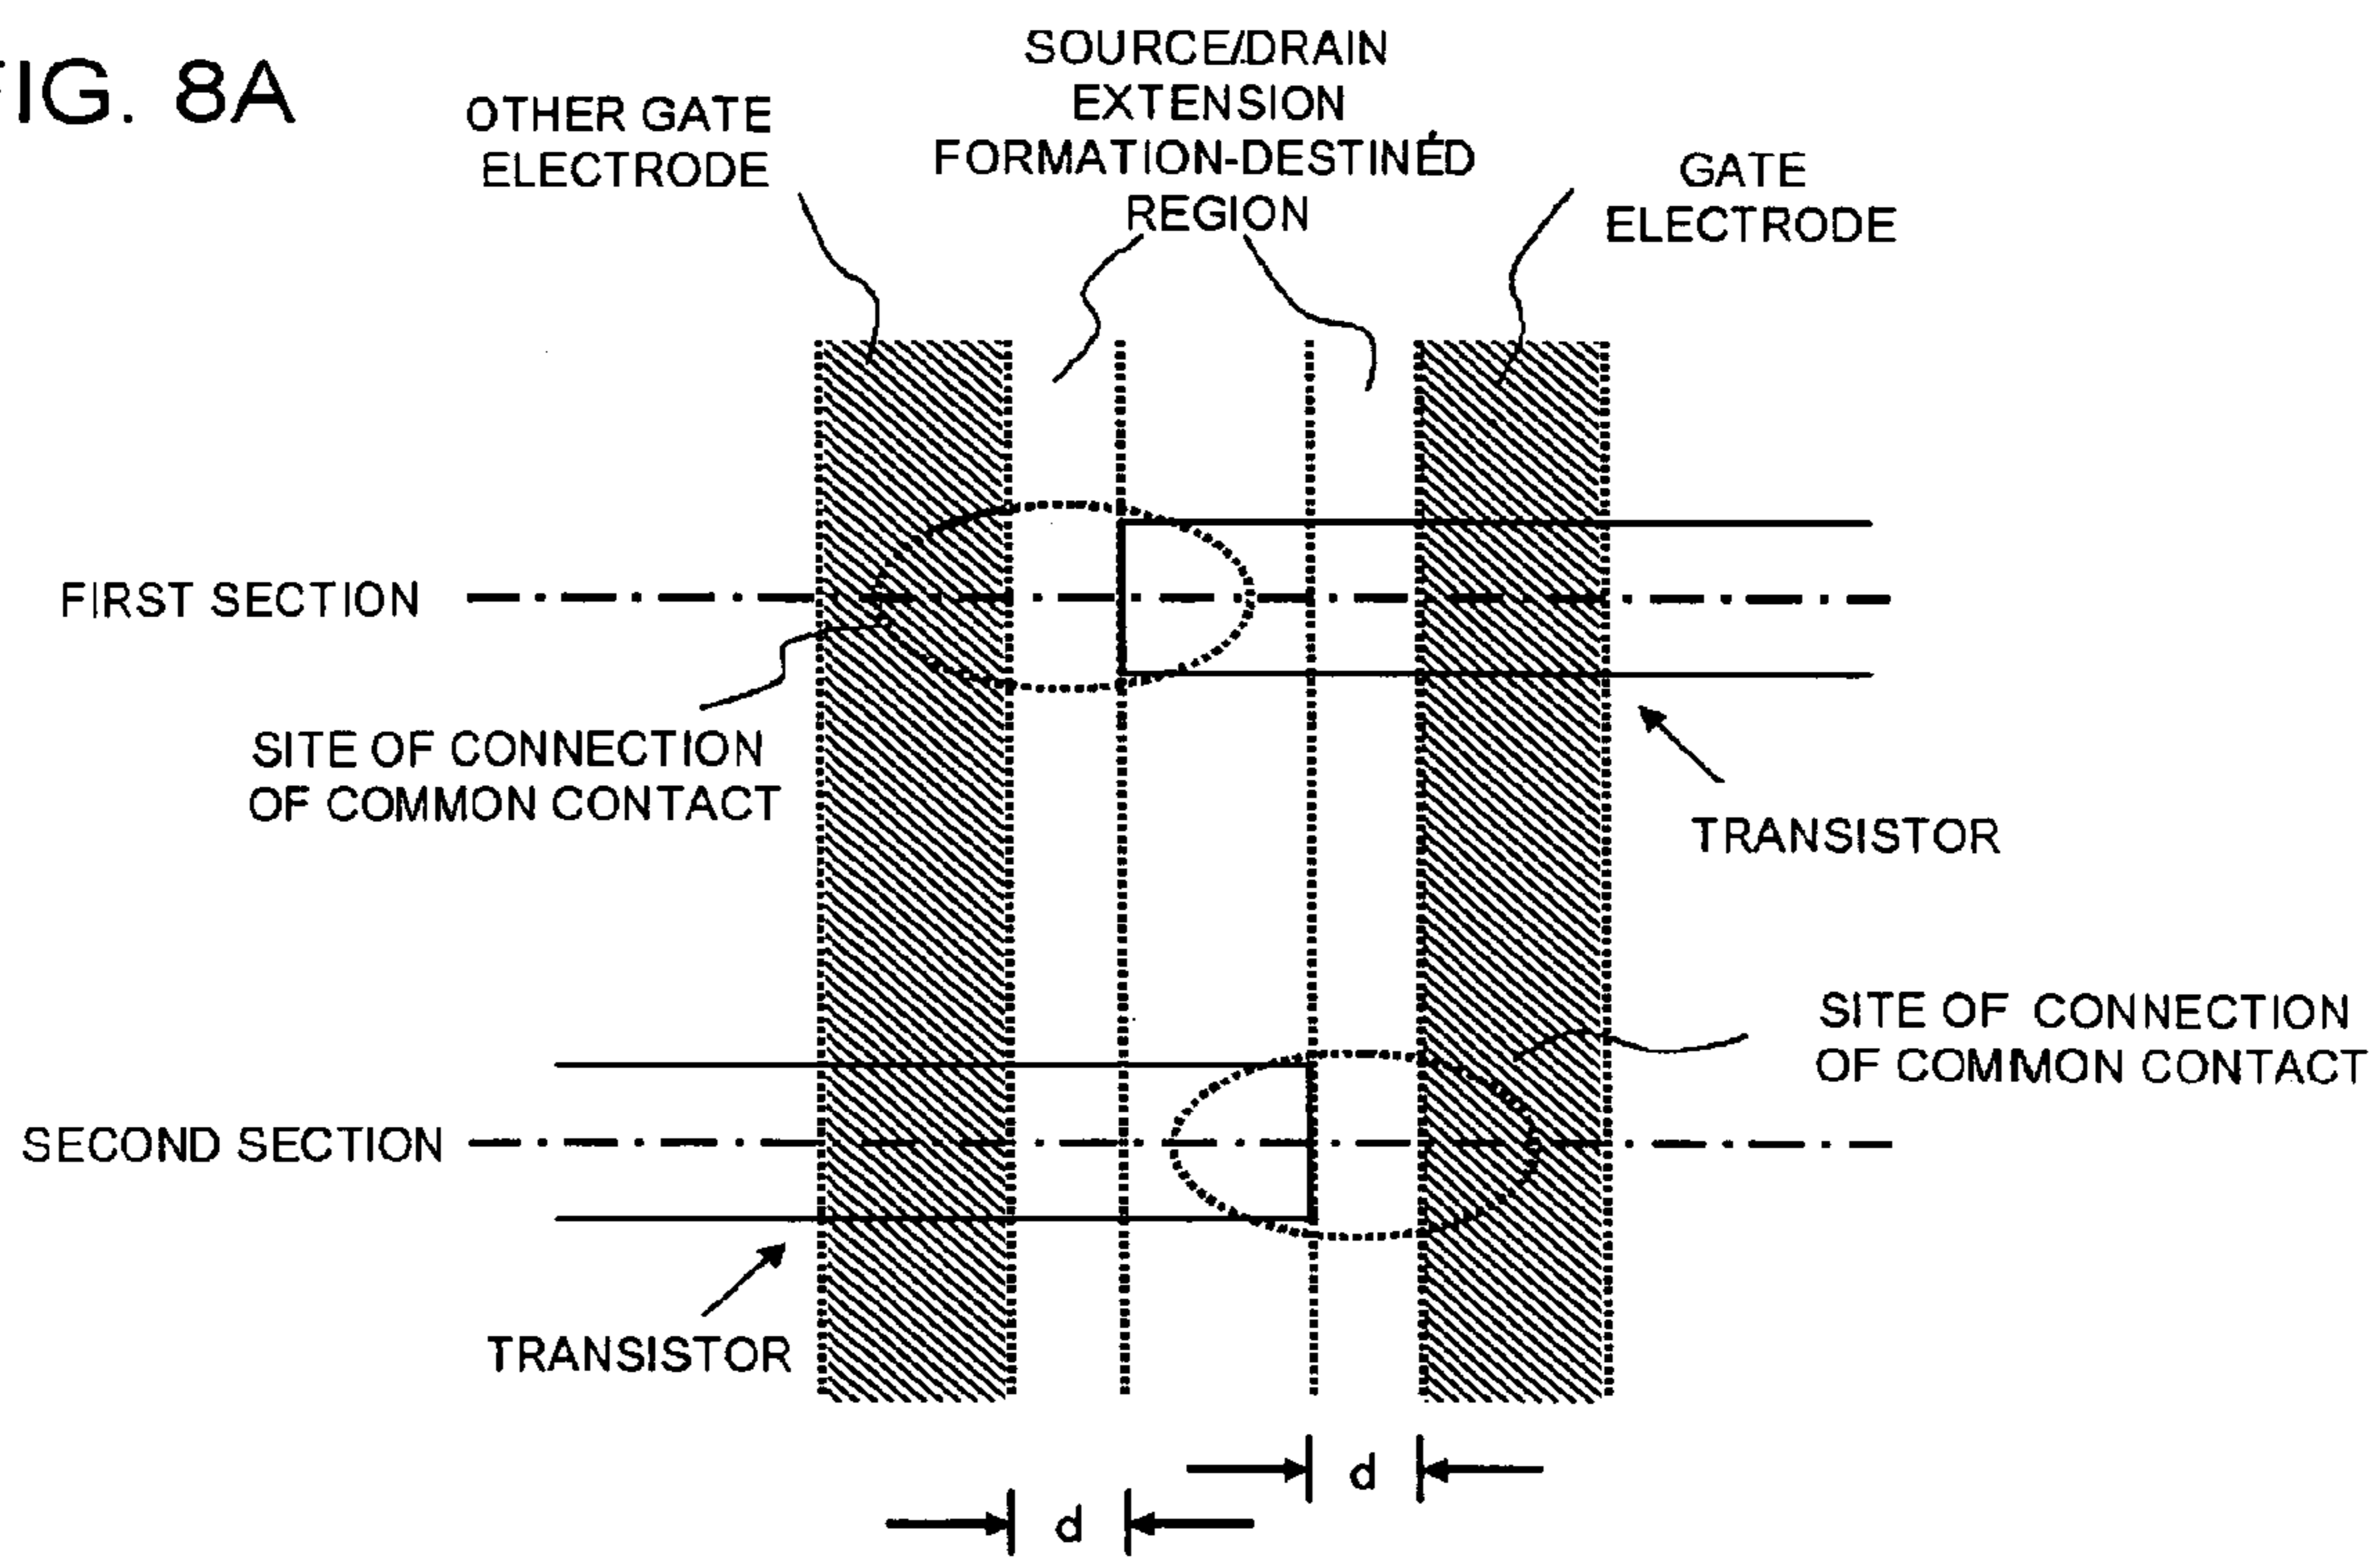 FIG. 8A
OTHER GATE
ELECTRODE
SOURCE/DRAIN
EXTENSION
FORMATION-DESTINED
REGION
GATE
ELECTRODE
FIRST SECTION
SITE OF CONNECTION
OF COMMON CONTACT
TRANSISTOR
SITE OF CONNECTION
OF COMMON CONTACT
SECOND SECTION
TRANSISTOR
d
d